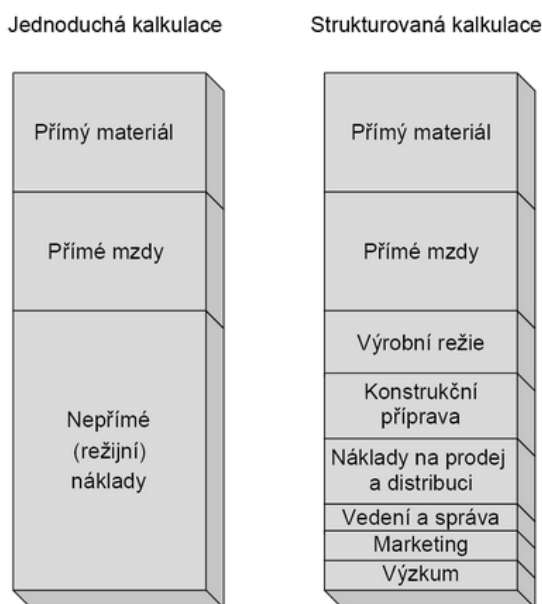 Jednoduchá kalkulace
Přímý materiál
Přímé mzdy
Nepřímé
(režijní)
náklady
Strukturovaná kalkulace
Přímý materiál
Přímé mzdy
Výrobní režie
Konstrukční
příprava
Náklady na prodej
a distribuci
Vedení a správa
Marketing
Výzkum